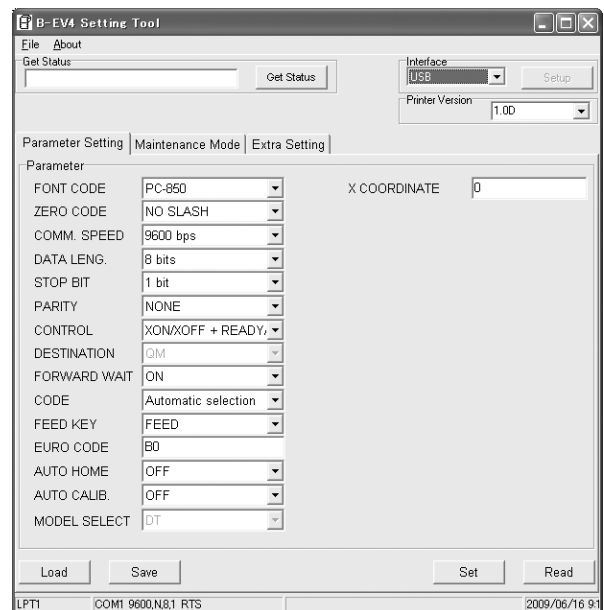 B-EV4 Setting Tool
File About
Get Status
Get Status
Interface
USB
Setup
Printer Version
1.0D
Parameter Setting Maintenance Mode Extra Setting
Parameter
FONT CODE PC-850 X COORDINATE 0
ZERO CODE NO SLASH
COMM. SPEED 9600 bps
DATA LENG. 8 bits
STOP BIT 1 bit
PARITY NONE
CONTROL XON/XOFF + READY/
DESTINATION QM
FORWARD WAIT ON
CODE Automatic selection
FEED KEY FEED
EURO CODE B0
AUTO HOME OFF
AUTO CALIB. OFF
MODEL SELECT DT
Load Save Set Read
LPT1 COM1 9600,N,8,1 RTS 2009/06/16 9:1